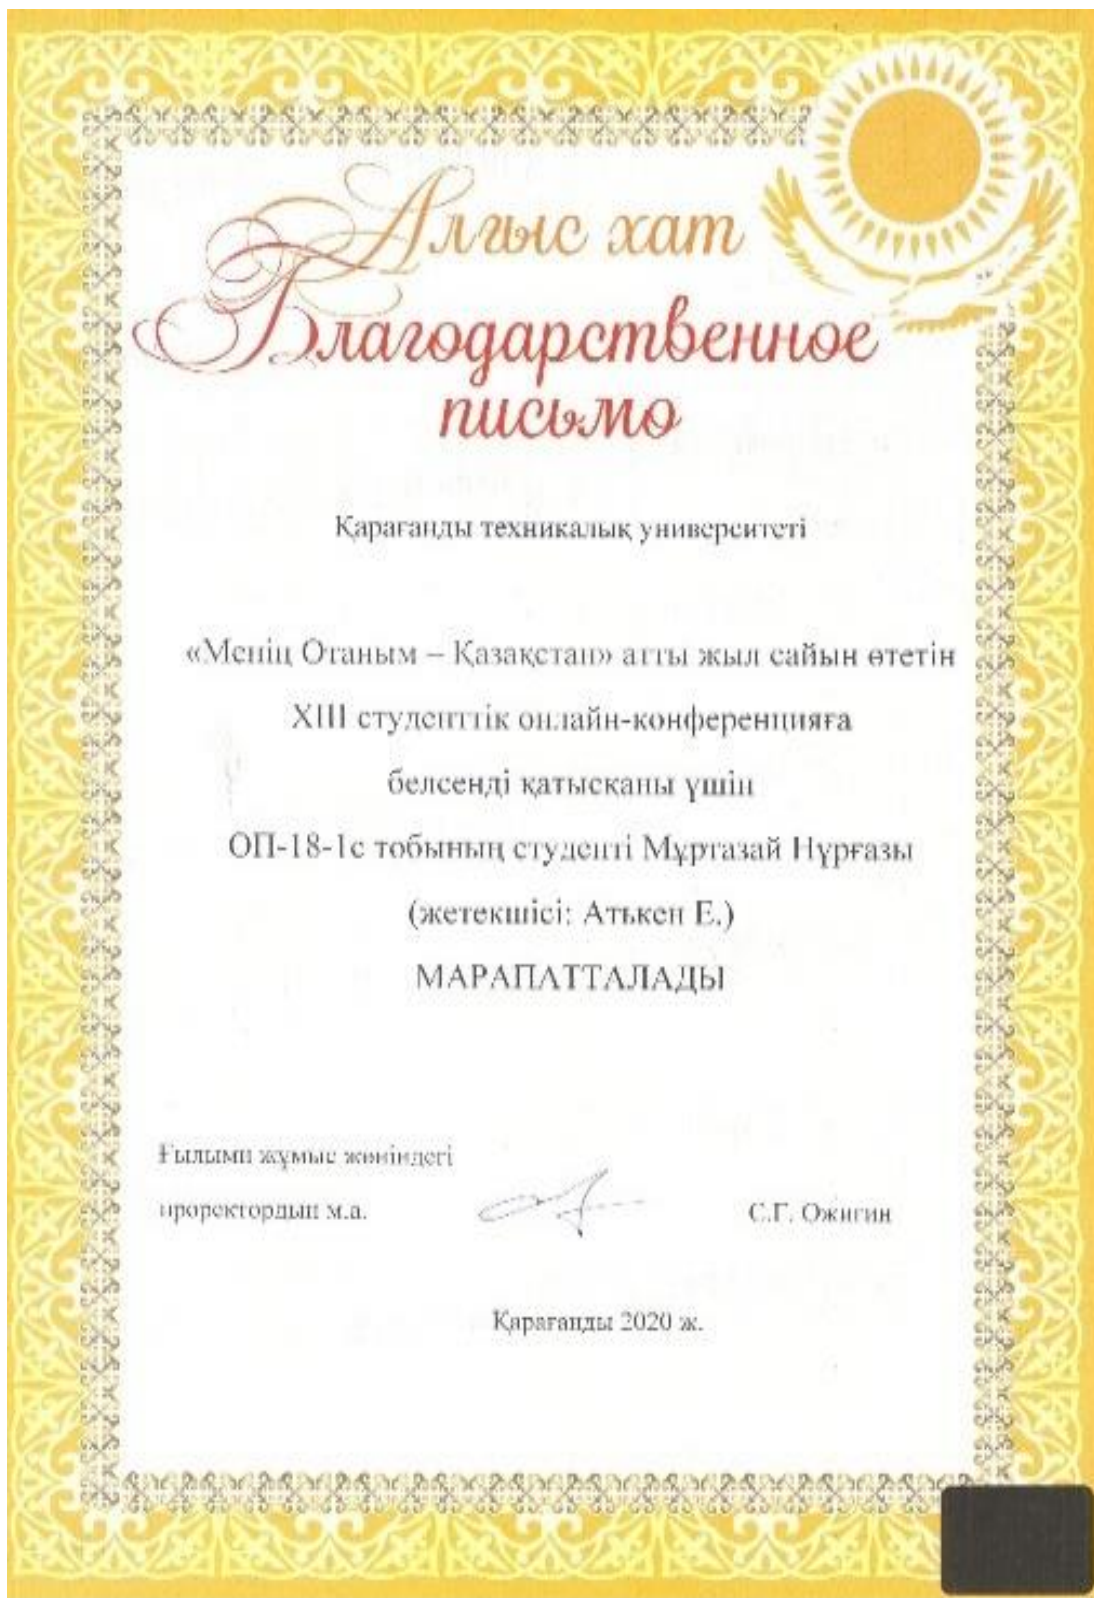 Алғыс хат
Благодарственное
письмо
Қарағанды техникалық университеті
«Менің Отаным – Қазақстан» атты жыл сайын өтетін
XIII студенттік онлайн-конференцияға
белсенді қатысқаны үшін
ОП-18-1с тобының студенті Мұртазай Нұрғазы
(жетекшісі: Атькен Е.)
МАРАПАТТАЛАДЫ
Ғылыми жұмыс жөніндегі
проректордың м.а.
С.Г. Ожигин
Қарағанды 2020 ж.